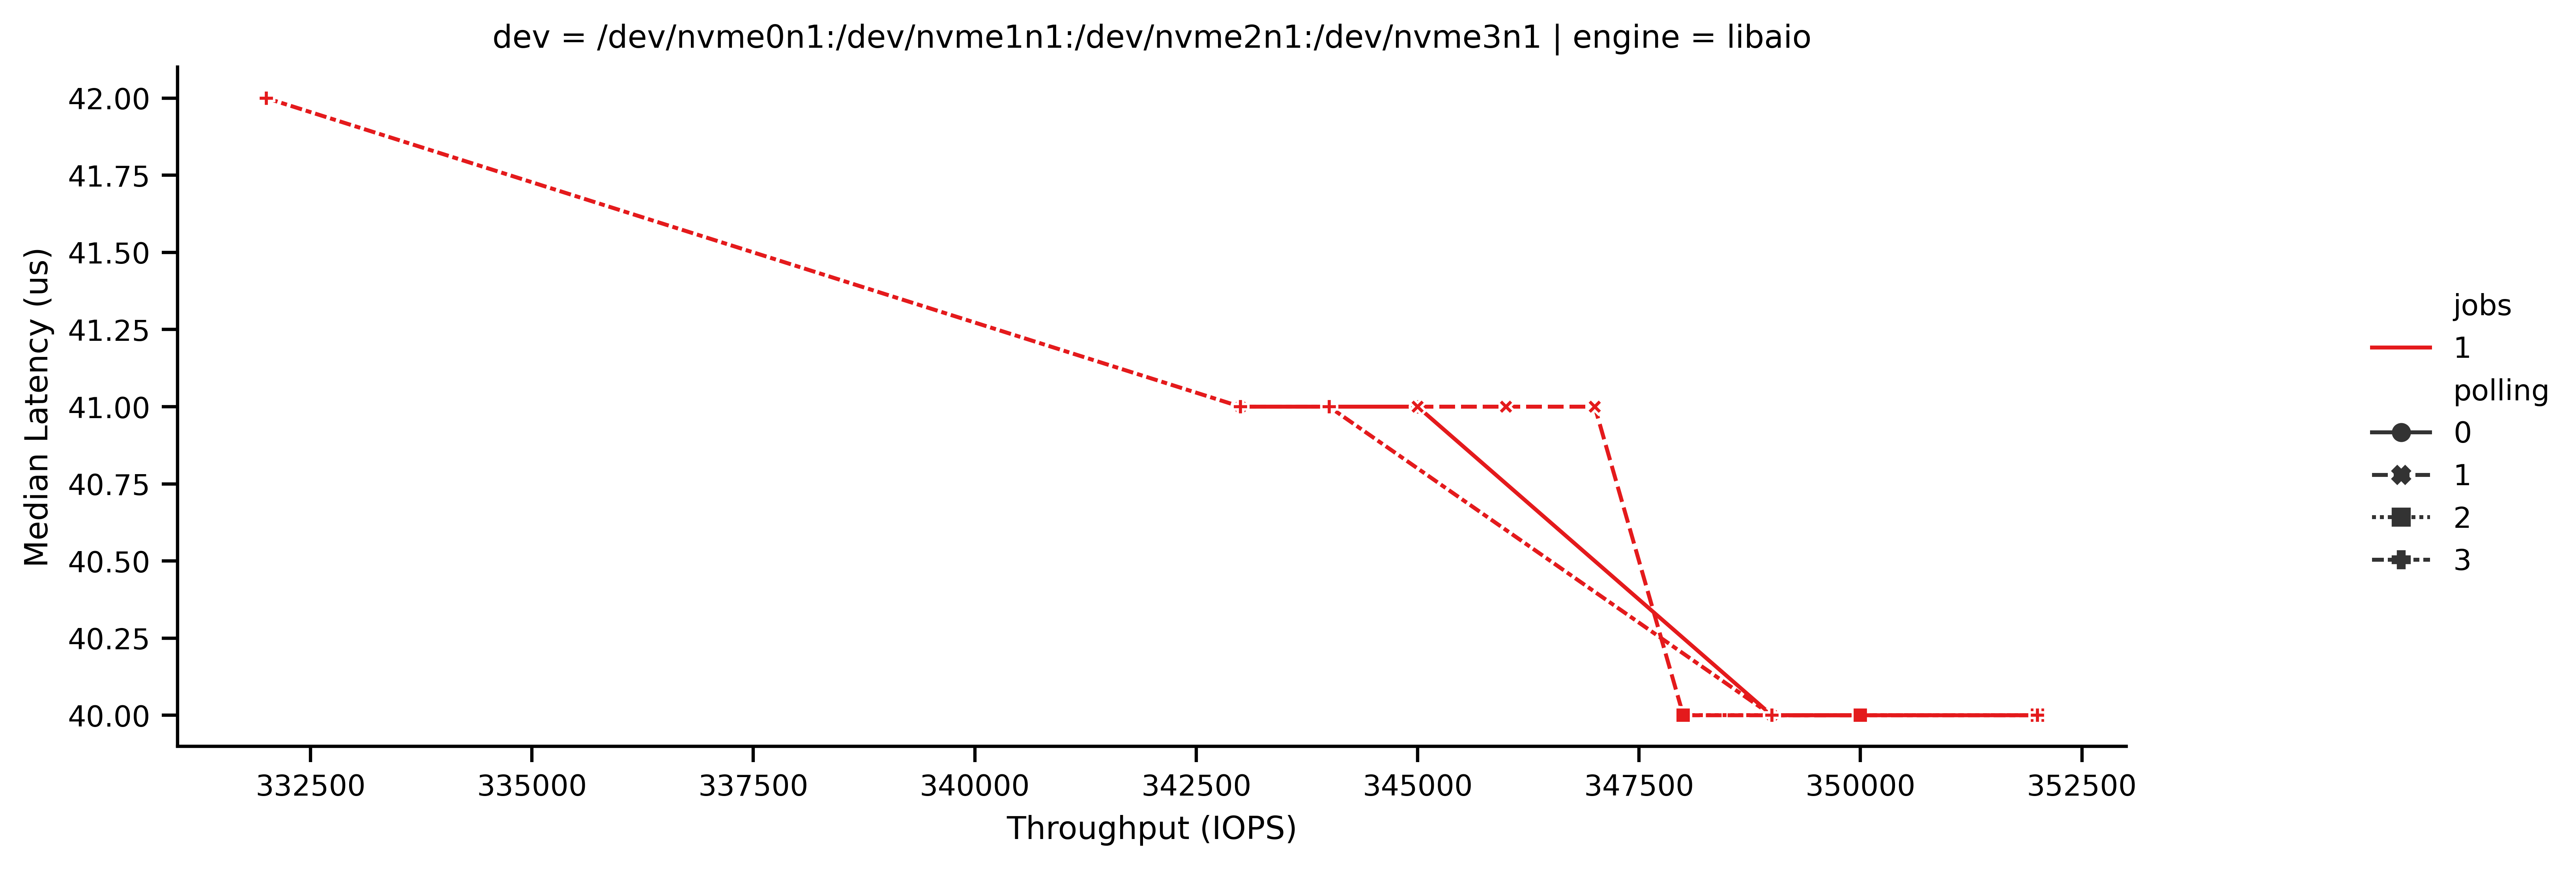 dev = /dev/nvme0n1:/dev/nvme1n1:/dev/nvme2n1:/dev/nvme3n1 | engine = libaio
Median Latency (us)
42.00
41.75
41.50
41.25
41.00
40.75
40.50
40.25
40.00
332500 335000 337500 340000 342500 345000 347500 350000 352500
Throughput (IOPS)
jobs
1
polling
0
1
2
3